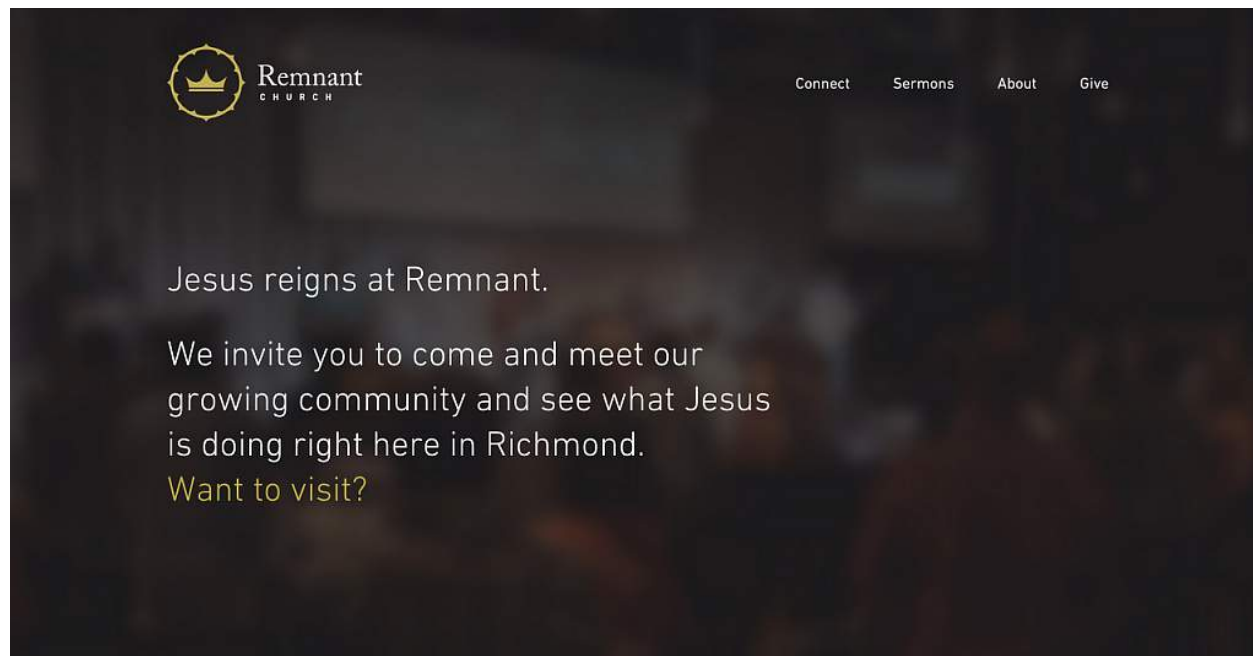 Remnant
CHURCH
Connect Sermons About Give
Jesus reigns at Remnant.
We invite you to come and meet our
growing community and see what Jesus
is doing right here in Richmond.
Want to visit?